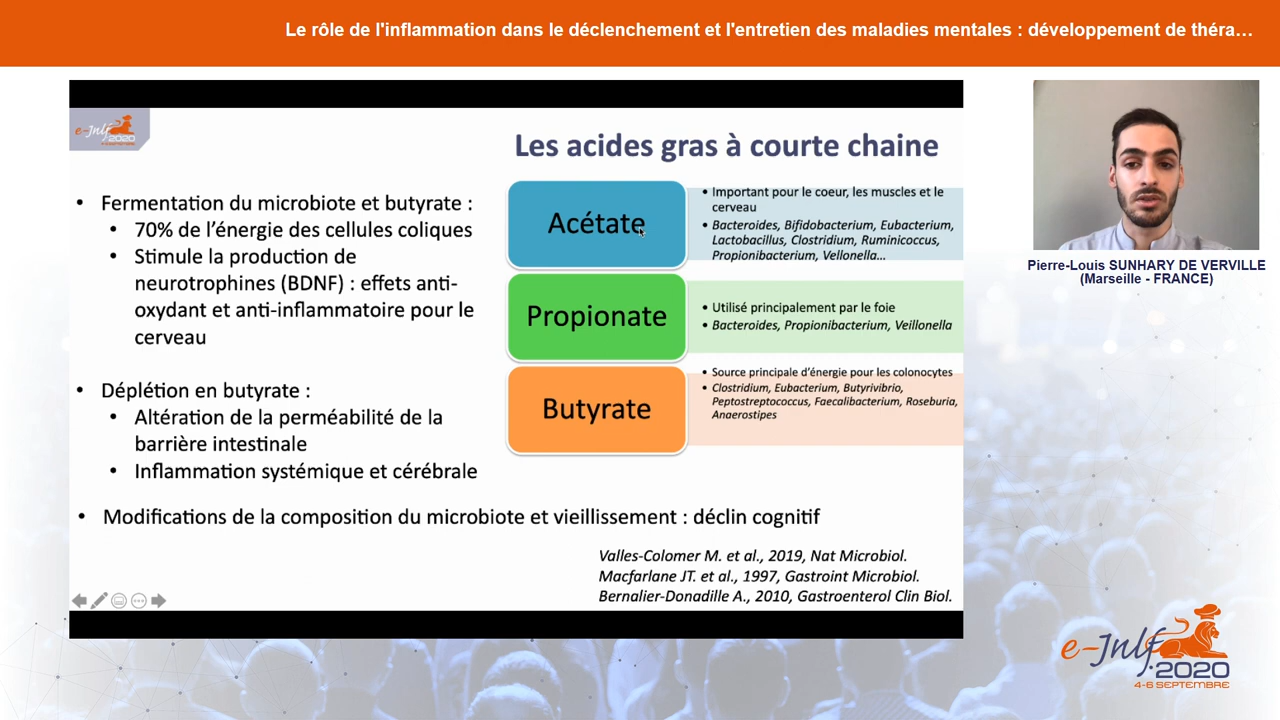 Le rôle de l'inflammation dans le déclenchement et l'entretien des maladies mentales : développement de théra…
e-Jnlf
2020
4-6 SEPTEMBRE
Les acides gras à courte chaine
• Fermentation du microbiote et butyrate :
• 70% de l'énergie des cellules coliques
• Stimule la production de
neurotrophines (BDNF) : effets anti-
oxydant et anti-inflammatoire pour le
cerveau
• Déplétion en butyrate :
• Altération de la perméabilité de la
barrière intestinale
• Inflammation systémique et cérébrale
• Modifications de la composition du microbiote et vieillissement : déclin cognitif
Acétate
• Important pour le coeur, les muscles et le
cerveau
• Bacteroides, Bifidobacterium, Eubacterium,
Lactobacillus, Clostridium, Ruminicoccus,
Propionibacterium, Vellonella…
Propionate
• Utilisé principalement par le foie
• Bacteroides, Propionibacterium, Veillonella
Butyrate
• Source principale d'énergie pour les colonocytes
• Clostridium, Eubacterium, Butyrivibrio,
Peptostreptococcus, Faecalibacterium, Roseburia,
Anaerostipes
Valles-Colomer M. et al., 2019, Nat Microbiol.
Macfarlane JT. et al., 1997, Gastroint Microbiol.
Bernalier-Donadille A., 2010, Gastroenterol Clin Biol.
Pierre-Louis SUNHARY DE VERVILLE
(Marseille - FRANCE)
e-Jnlf
2020
4-6 SEPTEMBRE